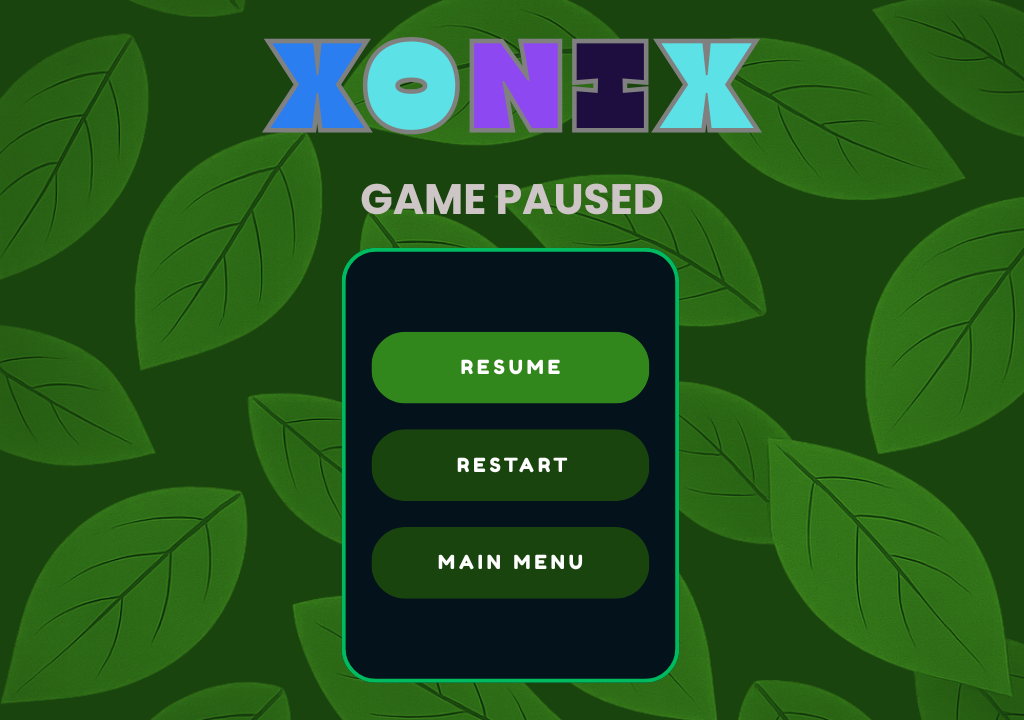 XONIX
GAME PAUSED
RESUME
RESTART
MAIN MENU